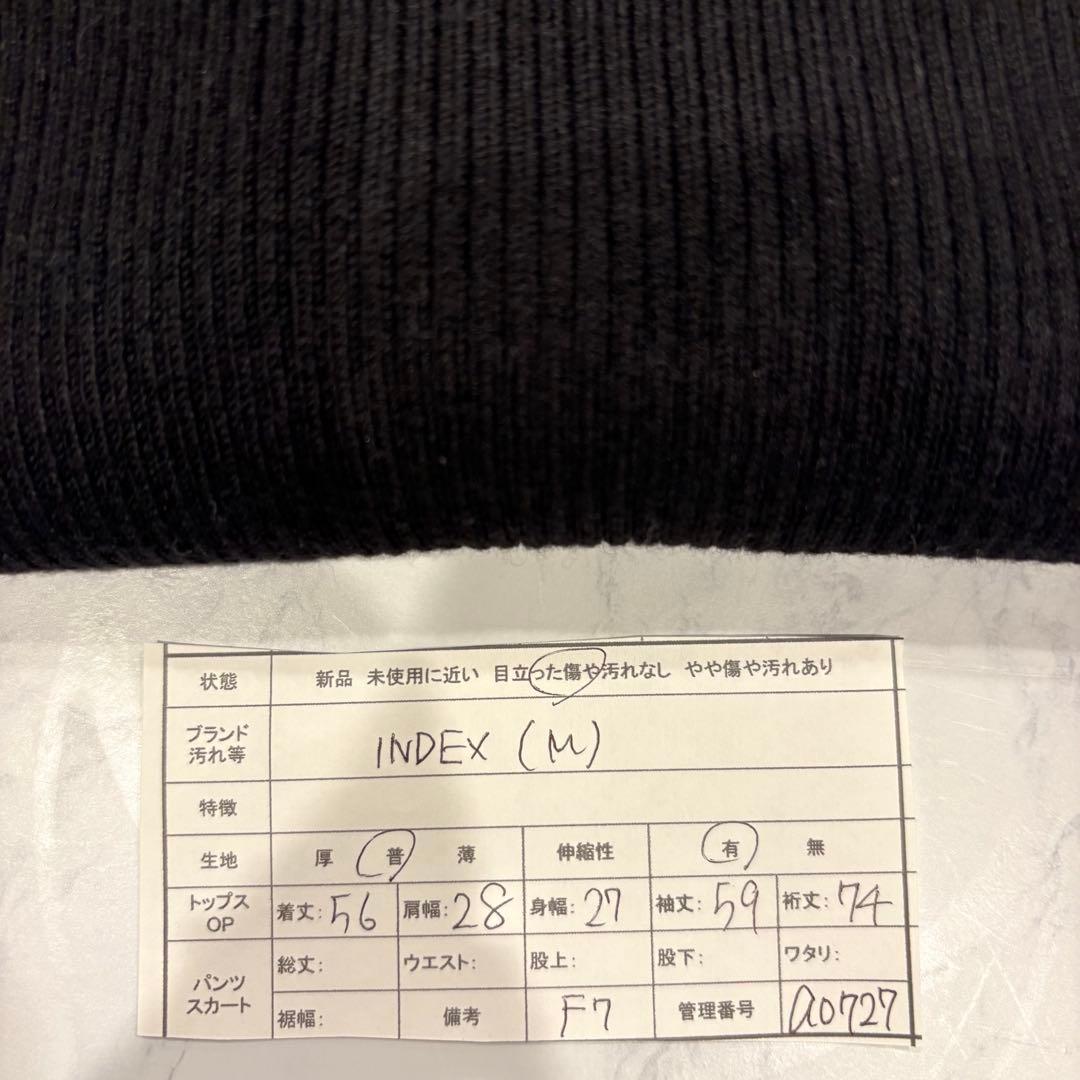 状態 新品 未使用に近い 目立った傷や汚れなし やや傷や汚れあり
ブランド
汚れ等
INDEX (M)
特徴
生地 厚 普 薄 伸縮性 有 無
トップス
OP
着丈: 56 肩幅: 28 身幅: 27 袖丈: 59 裄丈: 74
パンツ
スカート
総丈: ウエスト: 股上: 股下: ワタリ:
裾幅: 備考 F7 管理番号 a0727